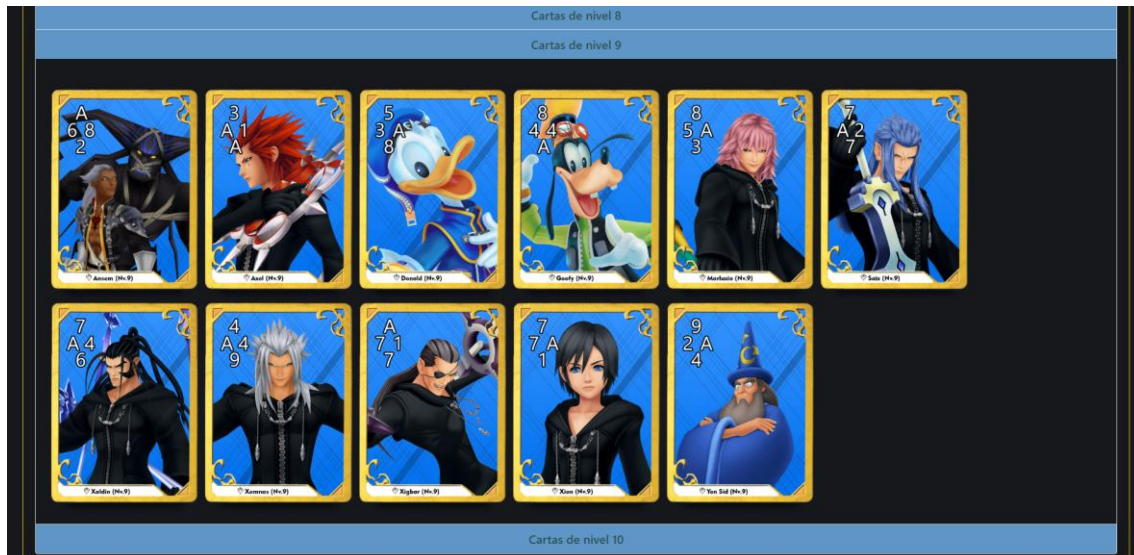 Cartas de nivel 8
Cartas de nivel 9
A
6 8
2
Ansem (Nv.9)
3
A 1
A
Axel (Nv.9)
5
3 A
8
Donald (Nv.9)
8
4 4
A
Goofy (Nv.9)
8
5 A
3
Marluxia (Nv.9)
7
A 2
7
Saïx (Nv.9)
7
A 4
6
Xaldin (Nv.9)
4
A 4
9
Xemnas (Nv.9)
A
7 1
7
Xigbar (Nv.9)
7
7 A
1
Xion (Nv.9)
9
2 A
4
Yen Sid (Nv.9)
Cartas de nivel 10